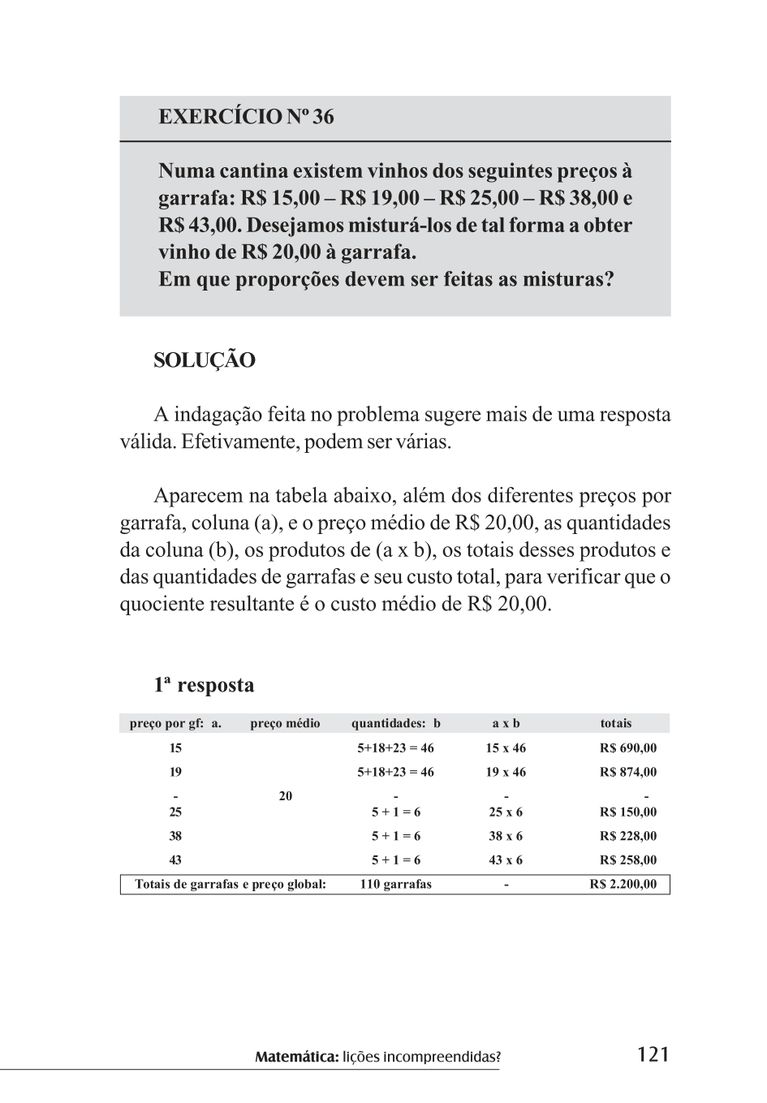 EXERCÍCIO Nº 36
Numa cantina existem vinhos dos seguintes preços à
garrafa: R$ 15,00 – R$ 19,00 – R$ 25,00 – R$ 38,00 e
R$ 43,00. Desejamos misturá-los de tal forma a obter
vinho de R$ 20,00 à garrafa.
Em que proporções devem ser feitas as misturas?
SOLUÇÃO
A indagação feita no problema sugere mais de uma resposta
válida. Efetivamente, podem ser várias.
Aparecem na tabela abaixo, além dos diferentes preços por
garrafa, coluna (a), e o preço médio de R$ 20,00, as quantidades
da coluna (b), os produtos de (a x b), os totais desses produtos e
das quantidades de garrafas e seu custo total, para verificar que o
quociente resultante é o custo médio de R$ 20,00.
1ª resposta
preço por gf: a. preço médio quantidades: b a x b totais
15 5+18+23 = 46 15 x 46 R$ 690,00
19 5+18+23 = 46 19 x 46 R$ 874,00
- 20 - - -
25 5 + 1 = 6 25 x 6 R$ 150,00
38 5 + 1 = 6 38 x 6 R$ 228,00
43 5 + 1 = 6 43 x 6 R$ 258,00
Totais de garrafas e preço global: 110 garrafas - R$ 2.200,00
Matemática: lições incompreendidas? 121